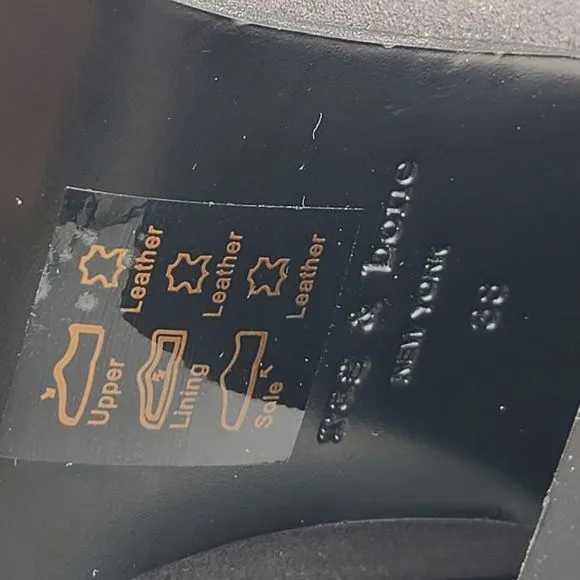 Upper Leather
Lining Leather
Sole Leather
rag & bone
NEW YORK
38